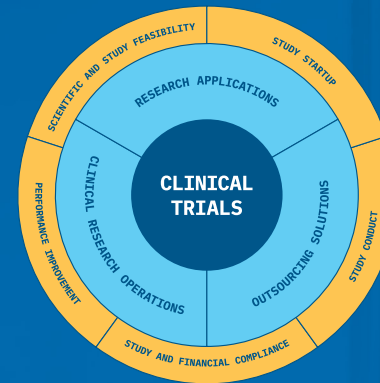 SCIENTIFIC AND STUDY FEASIBILITY
STUDY STARTUP
RESEARCH APPLICATIONS
CLINICAL
TRIALS
CLINICAL RESEARCH OPERATIONS
OUTSOURCING SOLUTIONS
PERFORMANCE IMPROVEMENT
STUDY CONDUCT
STUDY AND FINANCIAL COMPLIANCE